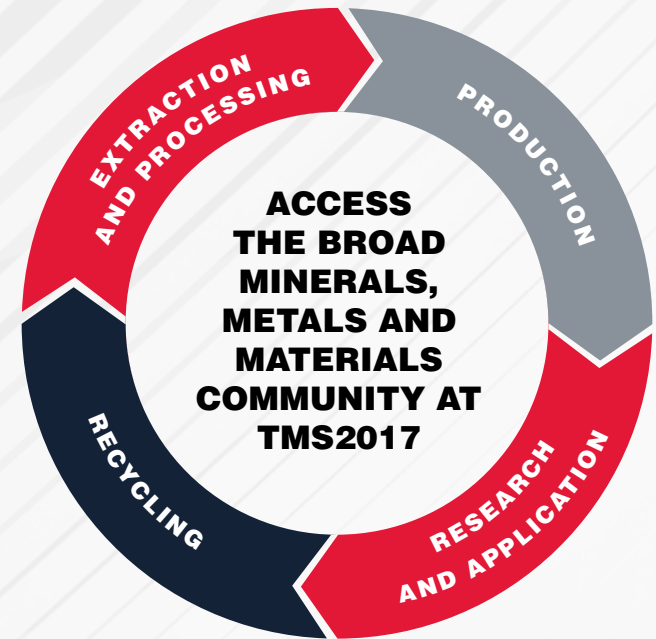 EXTRACTION
AND PROCESSING
PRODUCTION
ACCESS
THE BROAD
MINERALS,
METALS AND
MATERIALS
COMMUNITY AT
TMS2017
RECYCLING
RESEARCH
AND APPLICATION